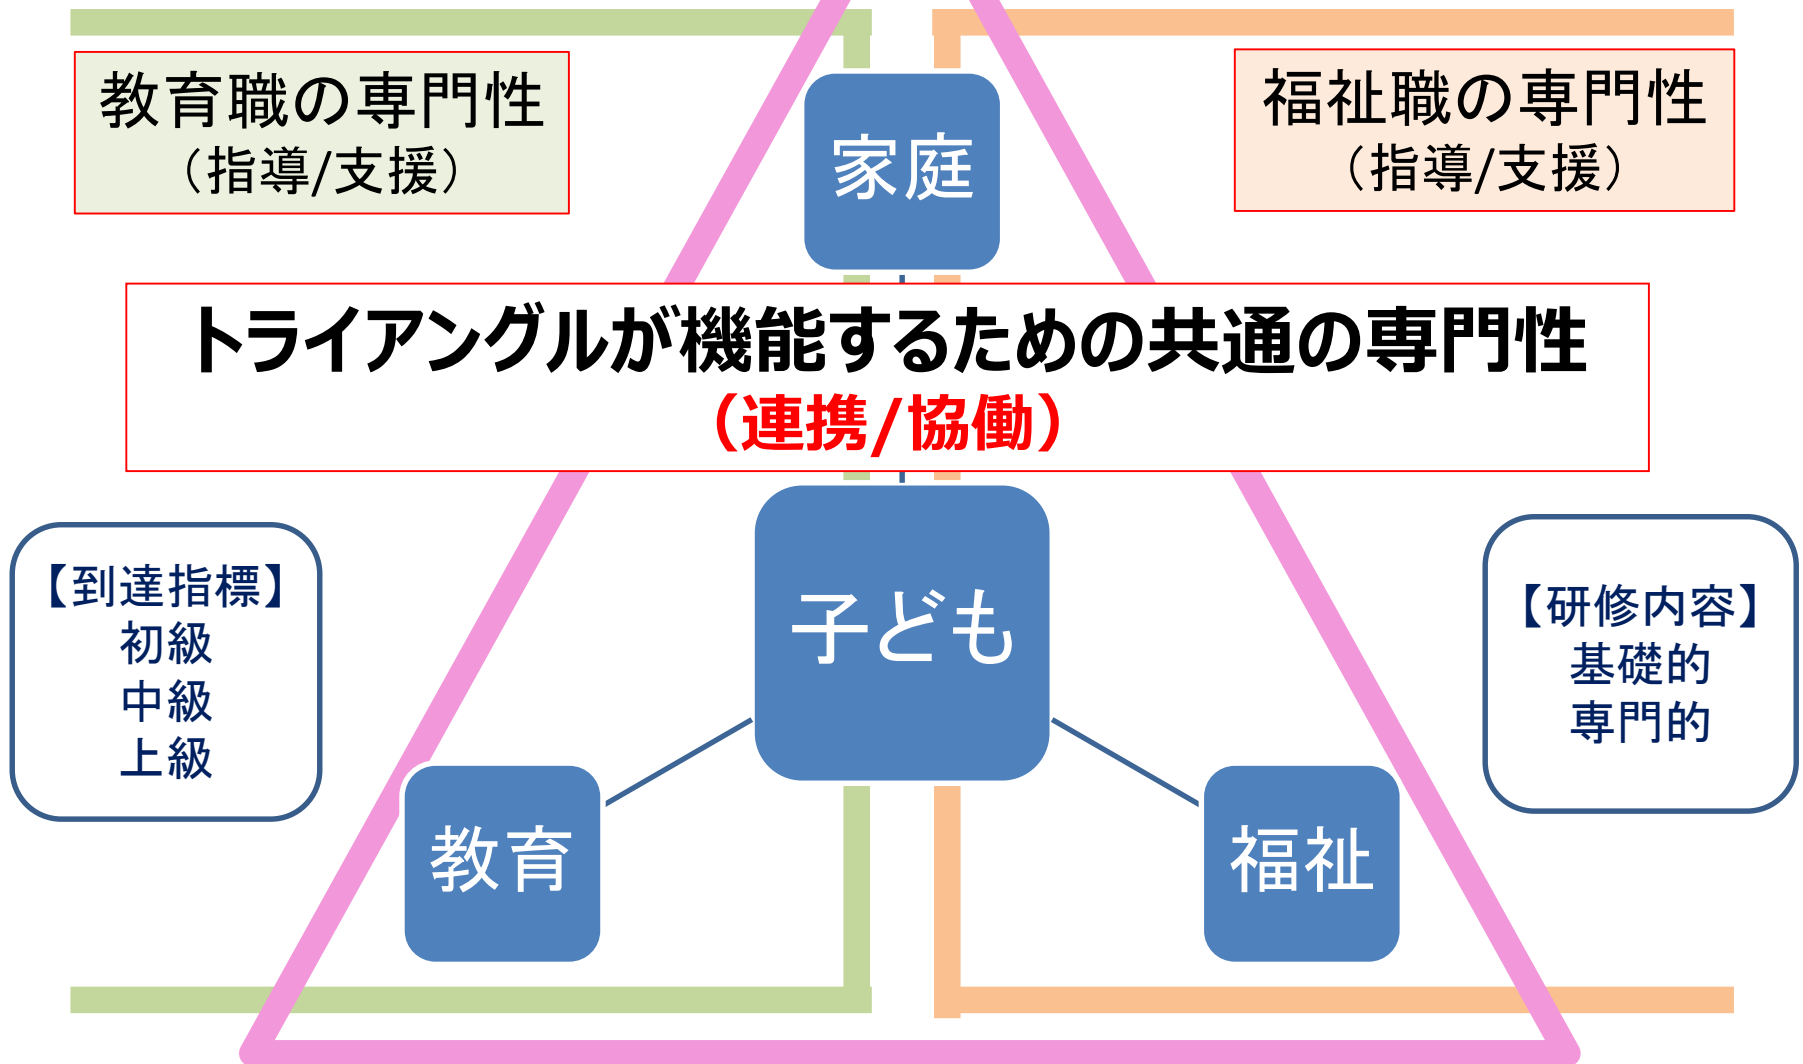 教育職の専門性
（指導/支援）
福祉職の専門性
（指導/支援）
家庭
トライアングルが機能するための共通の専門性
（連携/協働）
【到達指標】
初級
中級
上級
子ども
【研修内容】
基礎的
専門的
教育
福祉